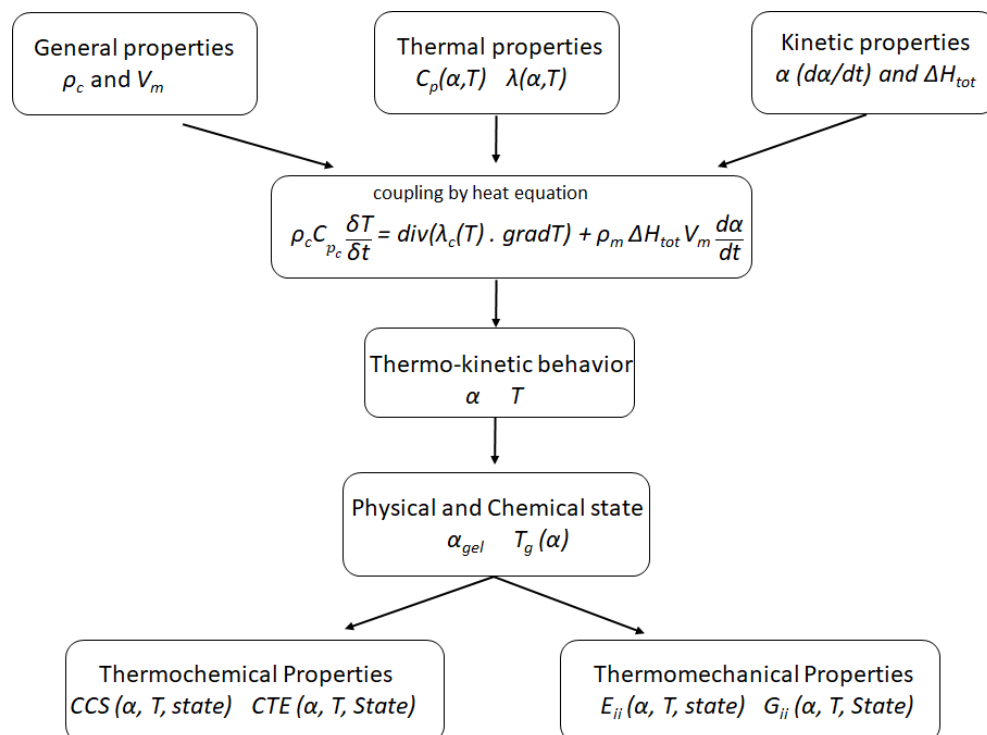 General properties
ρc and Vm
Thermal properties
Cp(α,T) λ(α,T)
Kinetic properties
α (dα/dt) and ΔHtot
coupling by heat equation
ρcCpc δT/δt = div(λc(T) . gradT) + ρm ΔHtot Vm dα/dt
Thermo-kinetic behavior
α T
Physical and Chemical state
αgel Tg (α)
Thermochemical Properties
CCS (α, T, state) CTE (α, T, State)
Thermomechanical Properties
Eii (α, T, state) Gii (α, T, State)